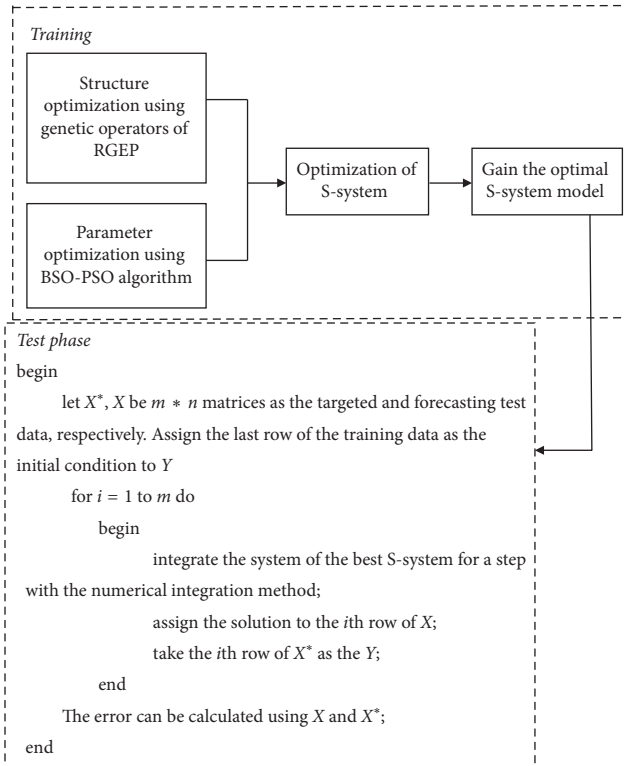 Training
Structure
optimization using
genetic operators of
RGEP
Parameter
optimization using
BSO-PSO algorithm
Optimization of
S-system
Gain the optimal
S-system model
Test phase
begin
let X*, X be m * n matrices as the targeted and forecasting test
data, respectively. Assign the last row of the training data as the
initial condition to Y
for i = 1 to m do
begin
integrate the system of the best S-system for a step
with the numerical integration method;
assign the solution to the ith row of X;
take the ith row of X* as the Y;
end
The error can be calculated using X and X*;
end